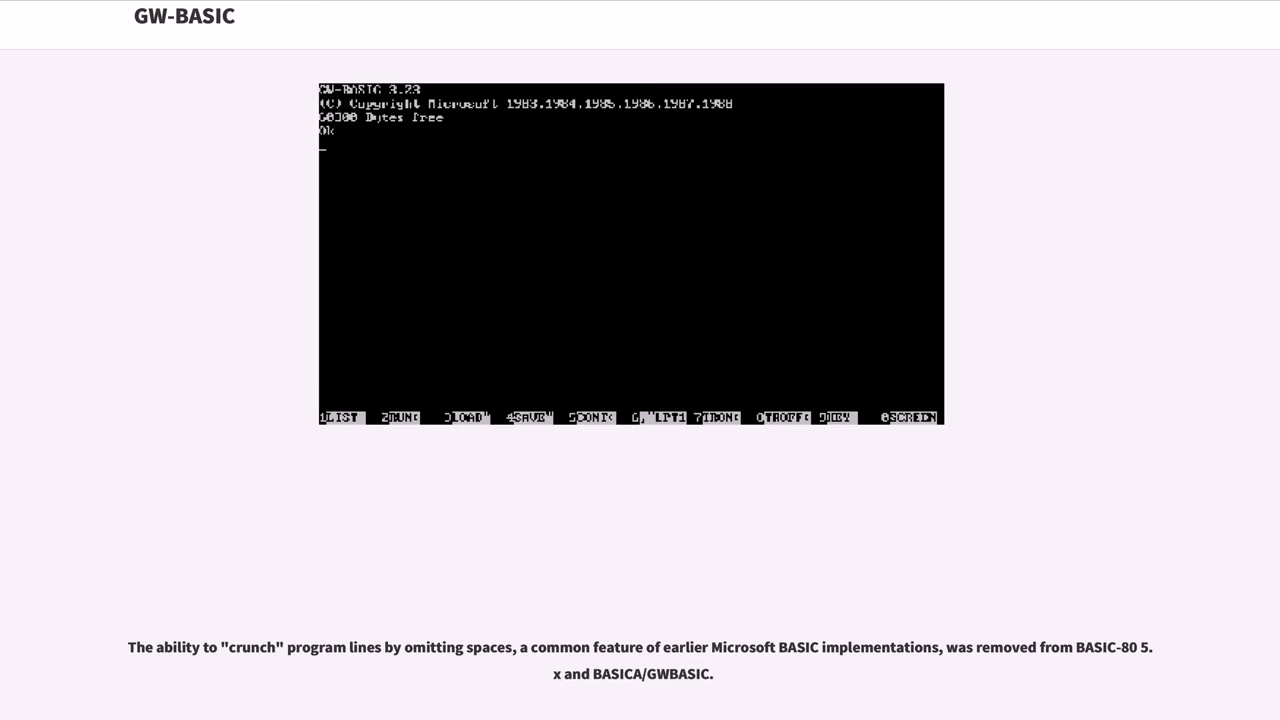 GW-BASIC
GW-BASIC 3.23
(C) Copyright Microsoft 1983,1984,1985,1986,1987,1988
60300 Bytes free
Ok
1LIST 2RUN 3LOAD" 4SAVE" 5CONT 6,"LPT1 7TRON 8TROFF 9KEY 0SCREEN
The ability to "crunch" program lines by omitting spaces, a common feature of earlier Microsoft BASIC implementations, was removed from BASIC-80 5.
x and BASICA/GWBASIC.